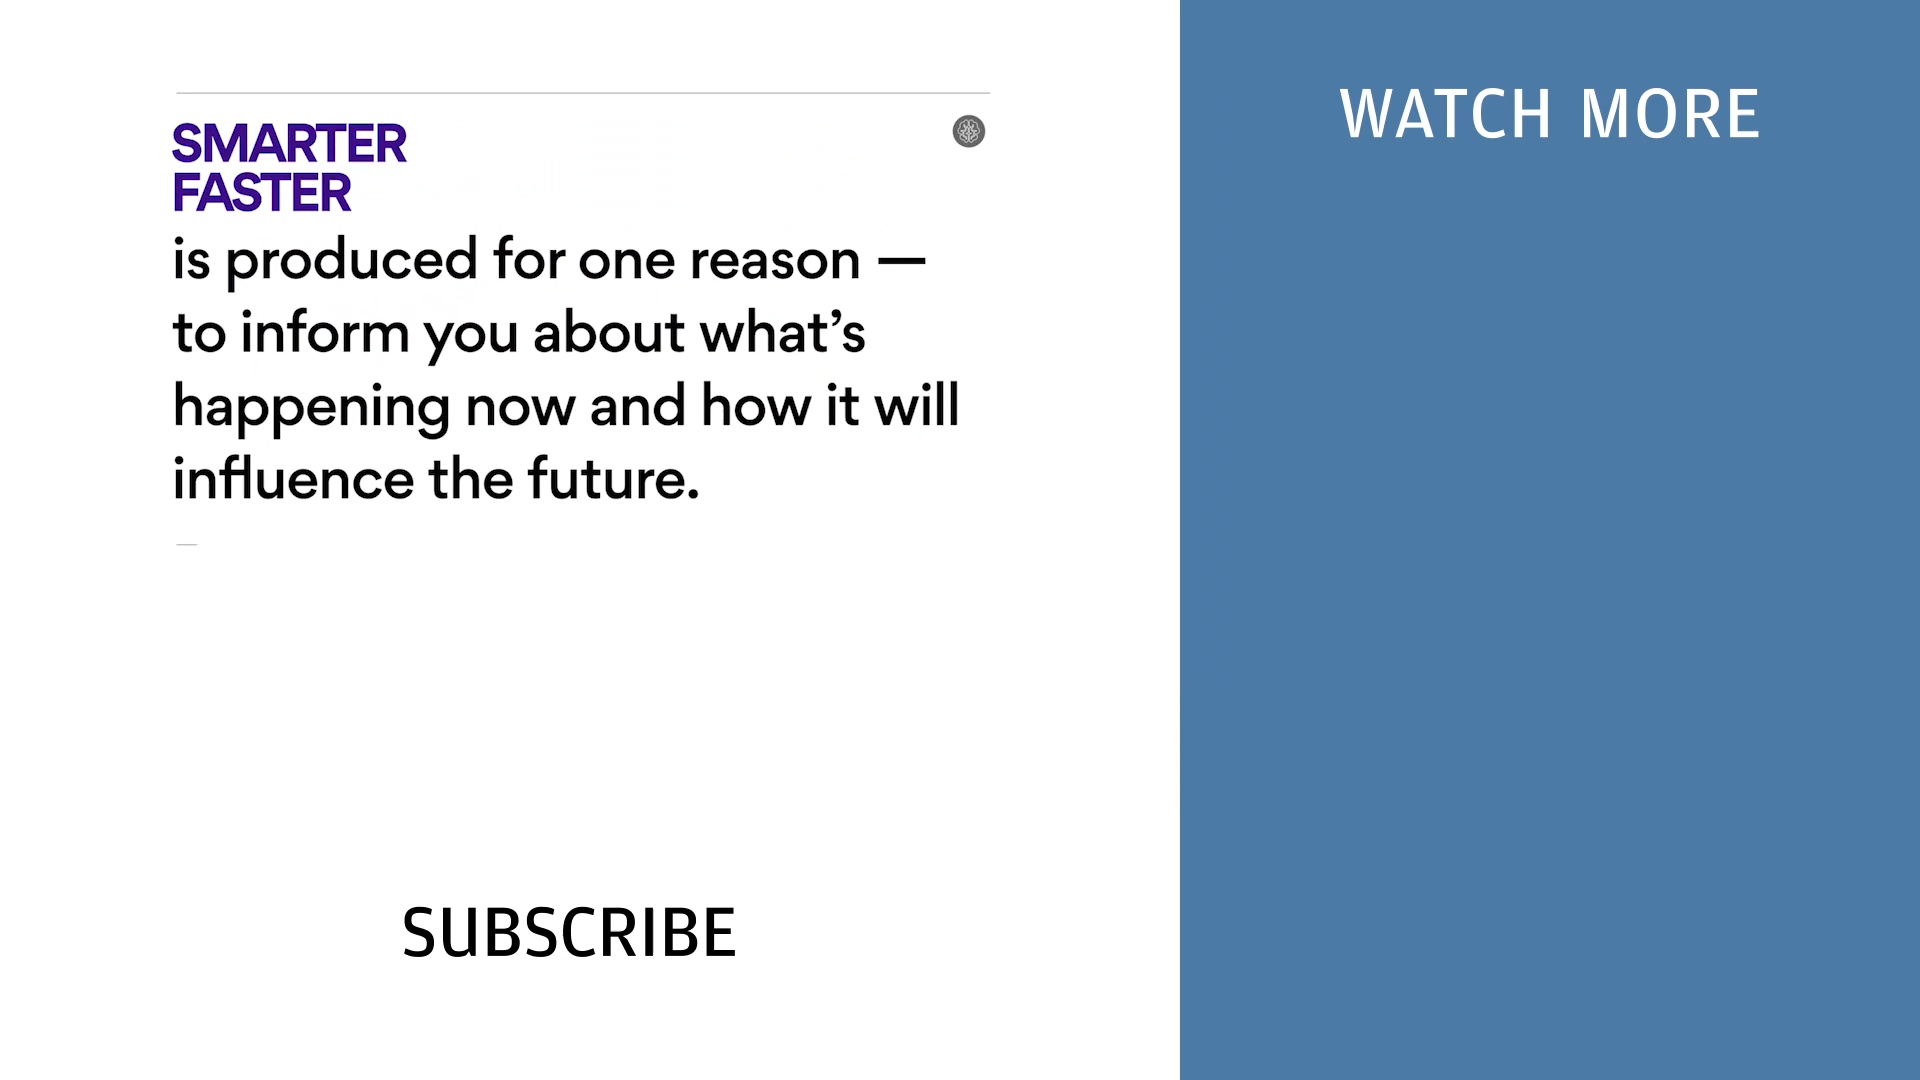 SMARTER
FASTER
is produced for one reason —
to inform you about what’s
happening now and how it will
influence the future.
SUBSCRIBE
WATCH MORE